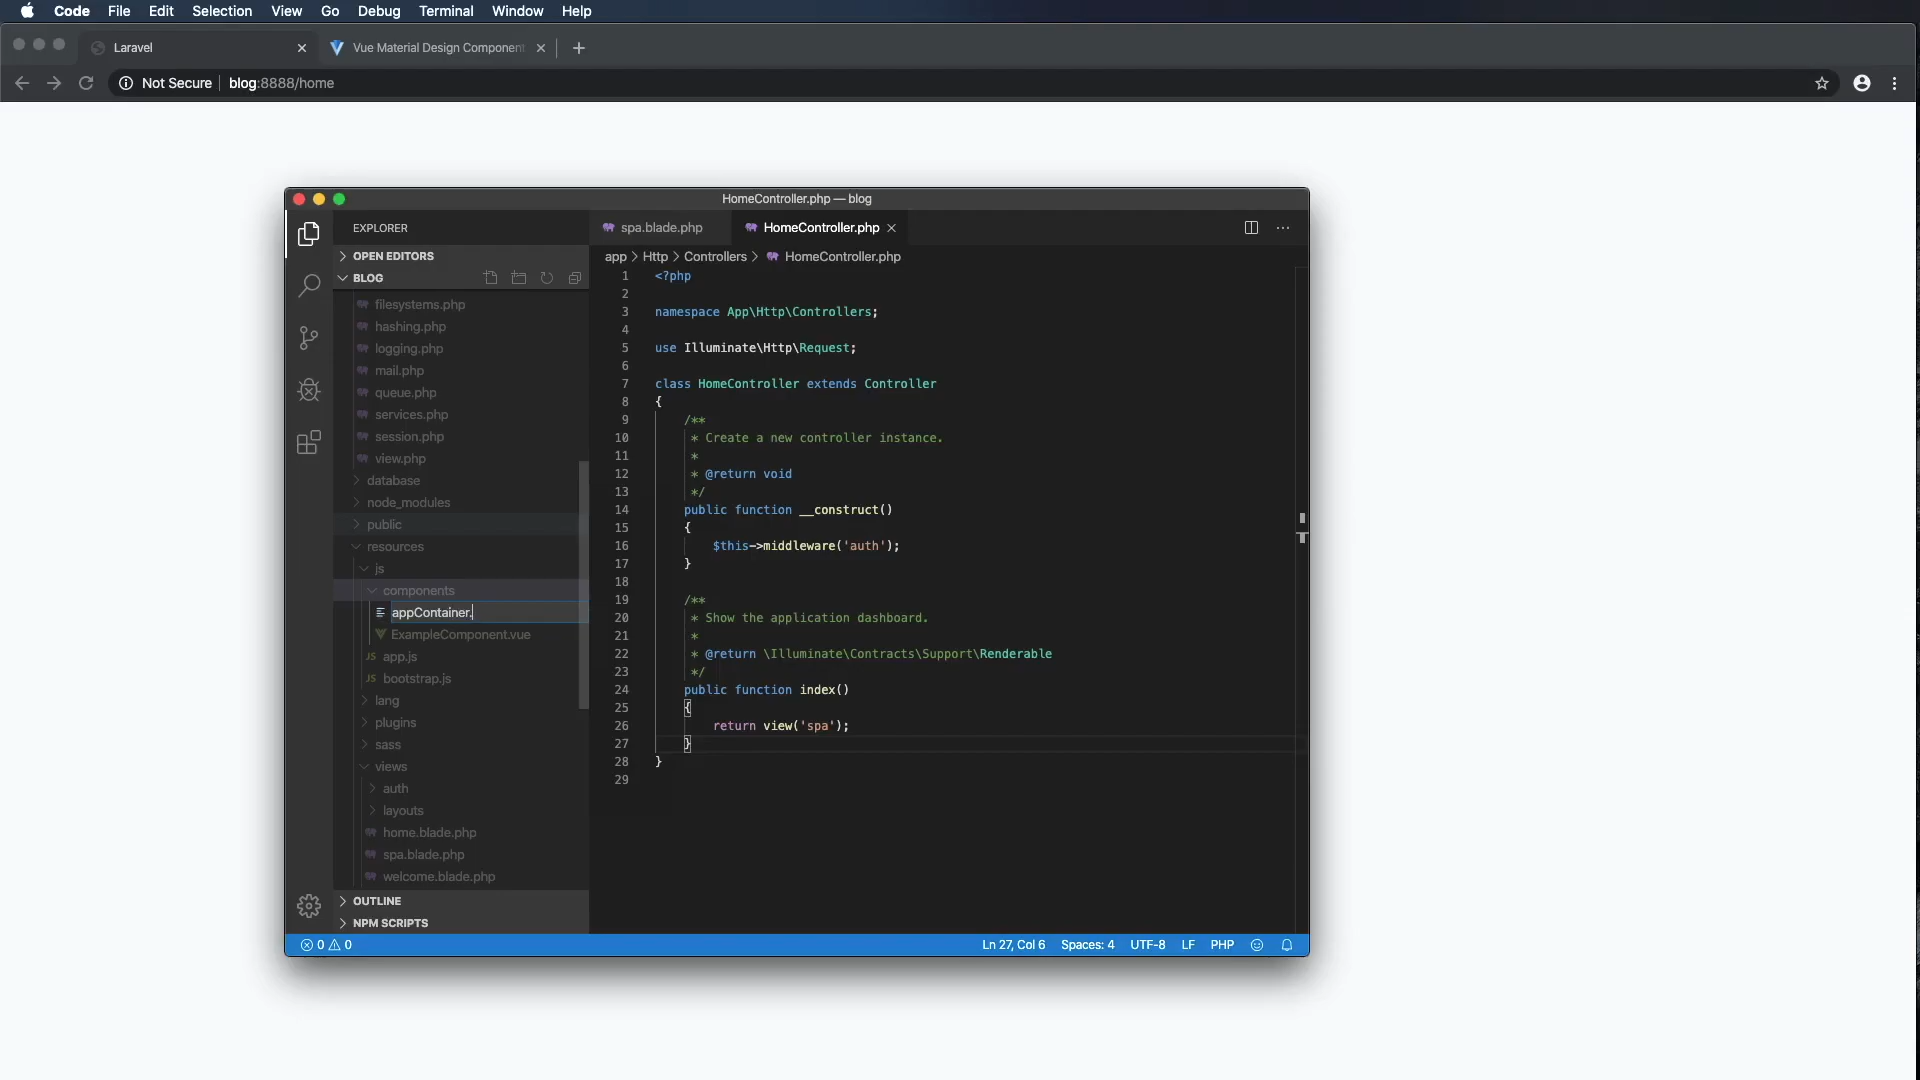 Code File Edit Selection View Go Debug Terminal Window Help
Laravel
Vue Material Design Component
Not Secure blog:8888/home
HomeController.php — blog
EXPLORER
OPEN EDITORS
BLOG
filesystems.php
hashing.php
logging.php
mail.php
queue.php
services.php
session.php
view.php
database
node_modules
public
resources
js
components
appContainer.
ExampleComponent.vue
JS app.js
JS bootstrap.js
lang
plugins
sass
views
auth
layouts
home.blade.php
spa.blade.php
welcome.blade.php
OUTLINE
NPM SCRIPTS
spa.blade.php HomeController.php
app > Http > Controllers > HomeController.php
1 <?php
2
3 namespace App\Http\Controllers;
4
5 use Illuminate\Http\Request;
6
7 class HomeController extends Controller
8 {
9 /**
10 * Create a new controller instance.
11 *
12 * @return void
13 */
14 public function __construct()
15 {
16 $this->middleware('auth');
17 }
18
19 /**
20 * Show the application dashboard.
21 *
22 * @return \Illuminate\Contracts\Support\Renderable
23 */
24 public function index()
25 {
26 return view('spa');
27 }
28 }
29
0 0 Ln 27, Col 6 Spaces: 4 UTF-8 LF PHP